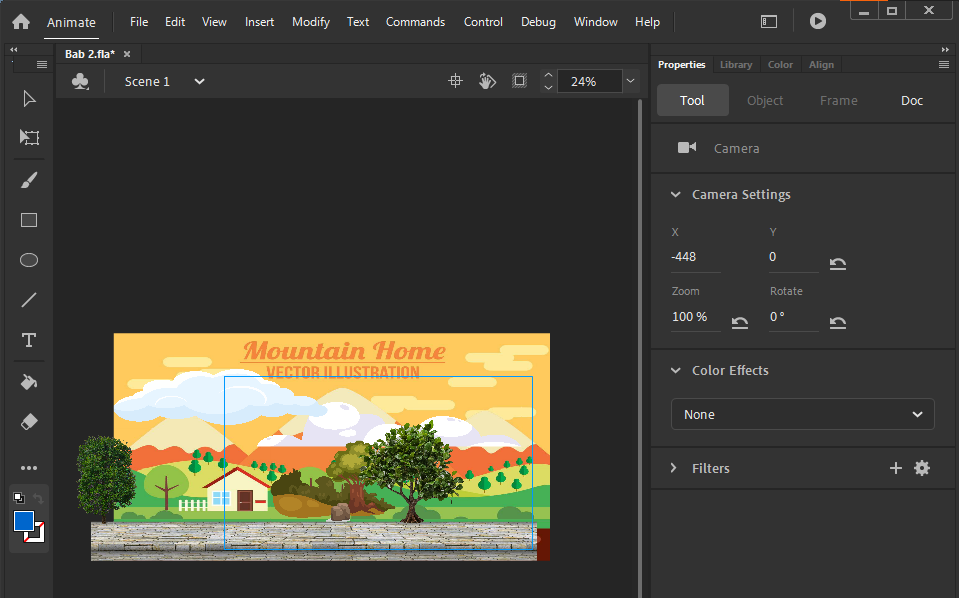 Animate File Edit View Insert Modify Text Commands Control Debug Window Help
Bab 2.fla*
Scene 1
24%
Mountain Home
VECTOR ILLUSTRATION
Properties Library Color Align
Tool Object Frame Doc
Camera
Camera Settings
X Y
-448 0
Zoom Rotate
100 % 0°
Color Effects
None
Filters